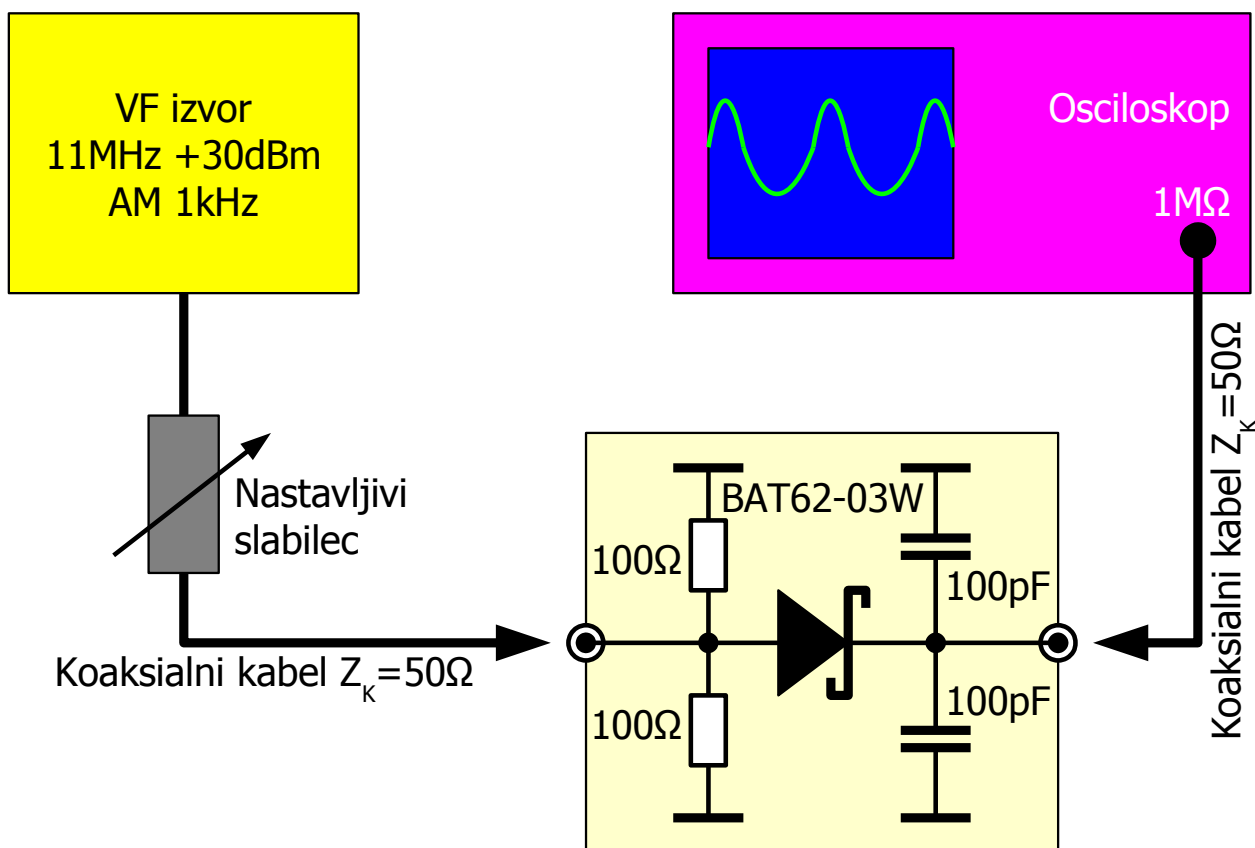 VF izvor
11MHz +30dBm
AM 1kHz
Osciloskop
1MΩ
Nastavljivi
slabilec
Koaksialni kabel Z_K=50Ω
BAT62-03W
100Ω
100pF
100Ω
100pF
Koaksialni kabel Z_K=50Ω